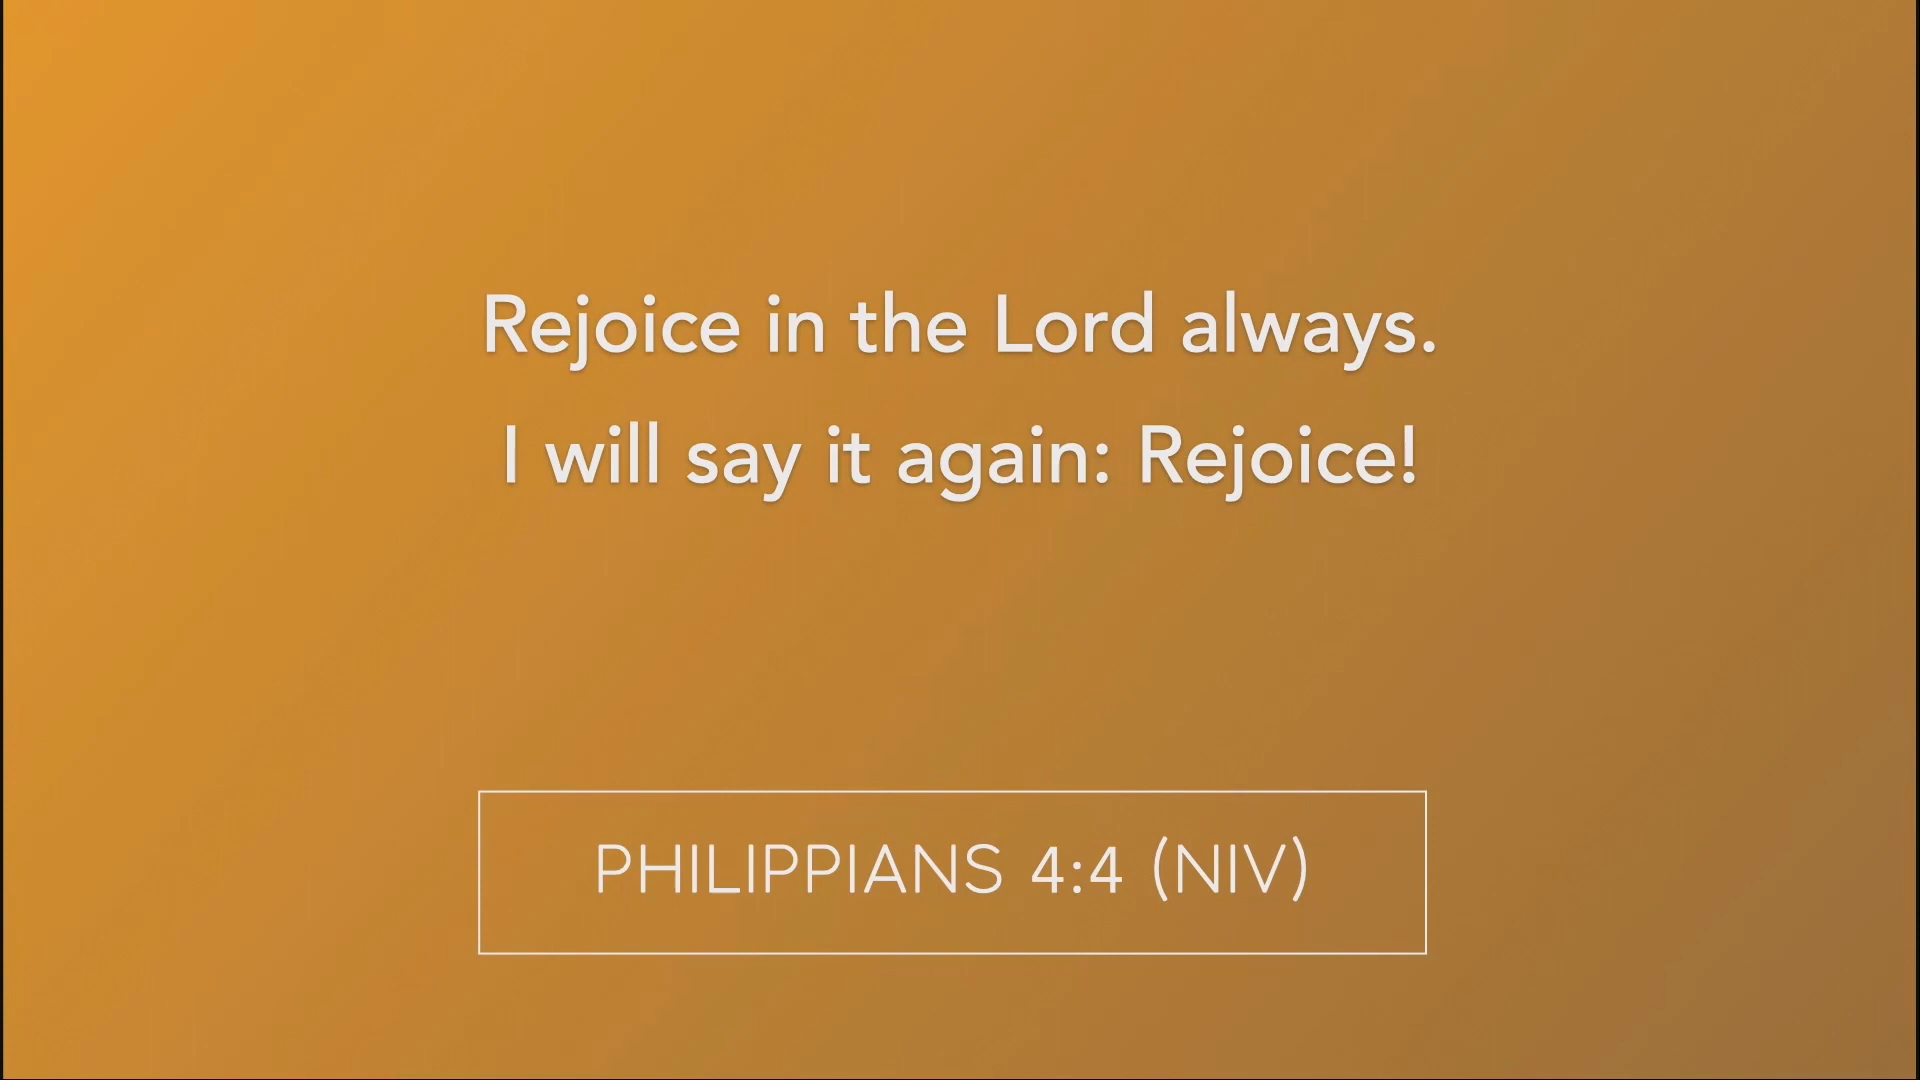 Rejoice in the Lord always.
I will say it again: Rejoice!
PHILIPPIANS 4:4 (NIV)